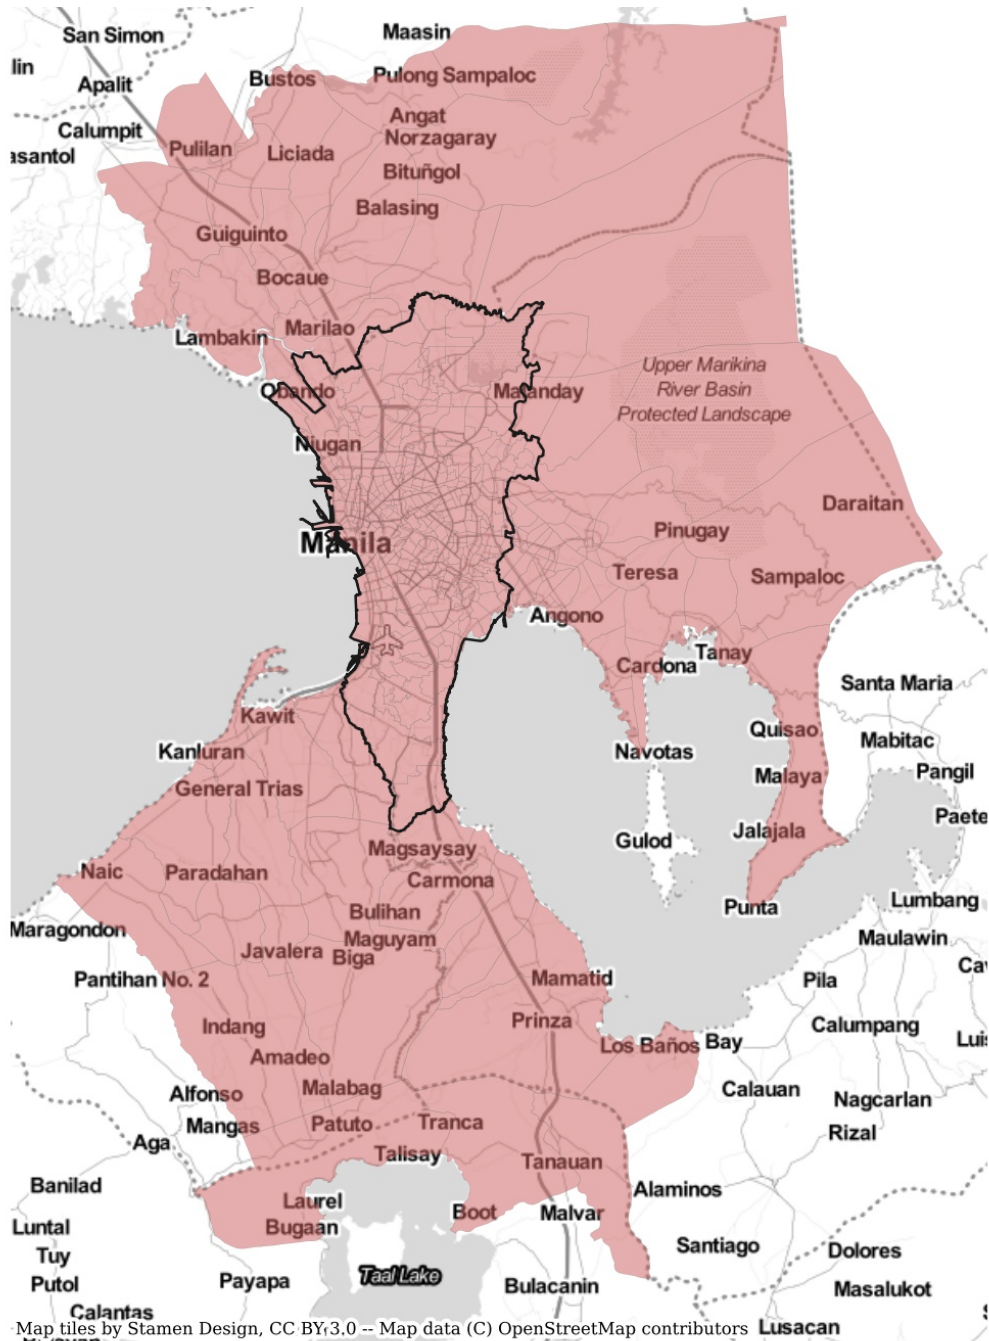 San Simon
Maasin
lin
Apalit
Bustos
Pulong Sampaloc
Angat
Calumpit
Norzagaray
asantol
Pulilan
Liciada
Bituñgol
Balasing
Guiguinto
Bocaue
Marilao
Lambakin
Upper Marikina
River Basin
Protected Landscape
Obando
Malanday
Niugan
Daraitan
Pinugay
Manila
Teresa
Sampaloc
Angono
Tanay
Cardona
Santa Maria
Kawit
Quisao
Mabitac
Kanluran
Navotas
Pangil
Malaya
General Trias
Paete
Jalajala
Gulod
Magsaysay
Naic
Paradahan
Carmona
Lumbang
Punta
Bulihan
Maragondon
Maguyam
Maulawin
Javalera
Biga
Pantihan No. 2
Mamatid
Pila
Prinza
Indang
Calumpang
Los Baños
Bay
Amadeo
Malabag
Calauan
Alfonso
Nagcarlan
Mangas
Patuto
Tranca
Rizal
Aga
Talisay
Tanauan
Banilad
Alaminos
Laurel
Boot
Malvar
Luntal
Bugaan
Santiago
Tuy
Dolores
Taal Lake
Putol
Payapa
Bulacanin
Masalukot
Calantas
Lusacan
Map tiles by Stamen Design, CC BY 3.0 -- Map data (C) OpenStreetMap contributors